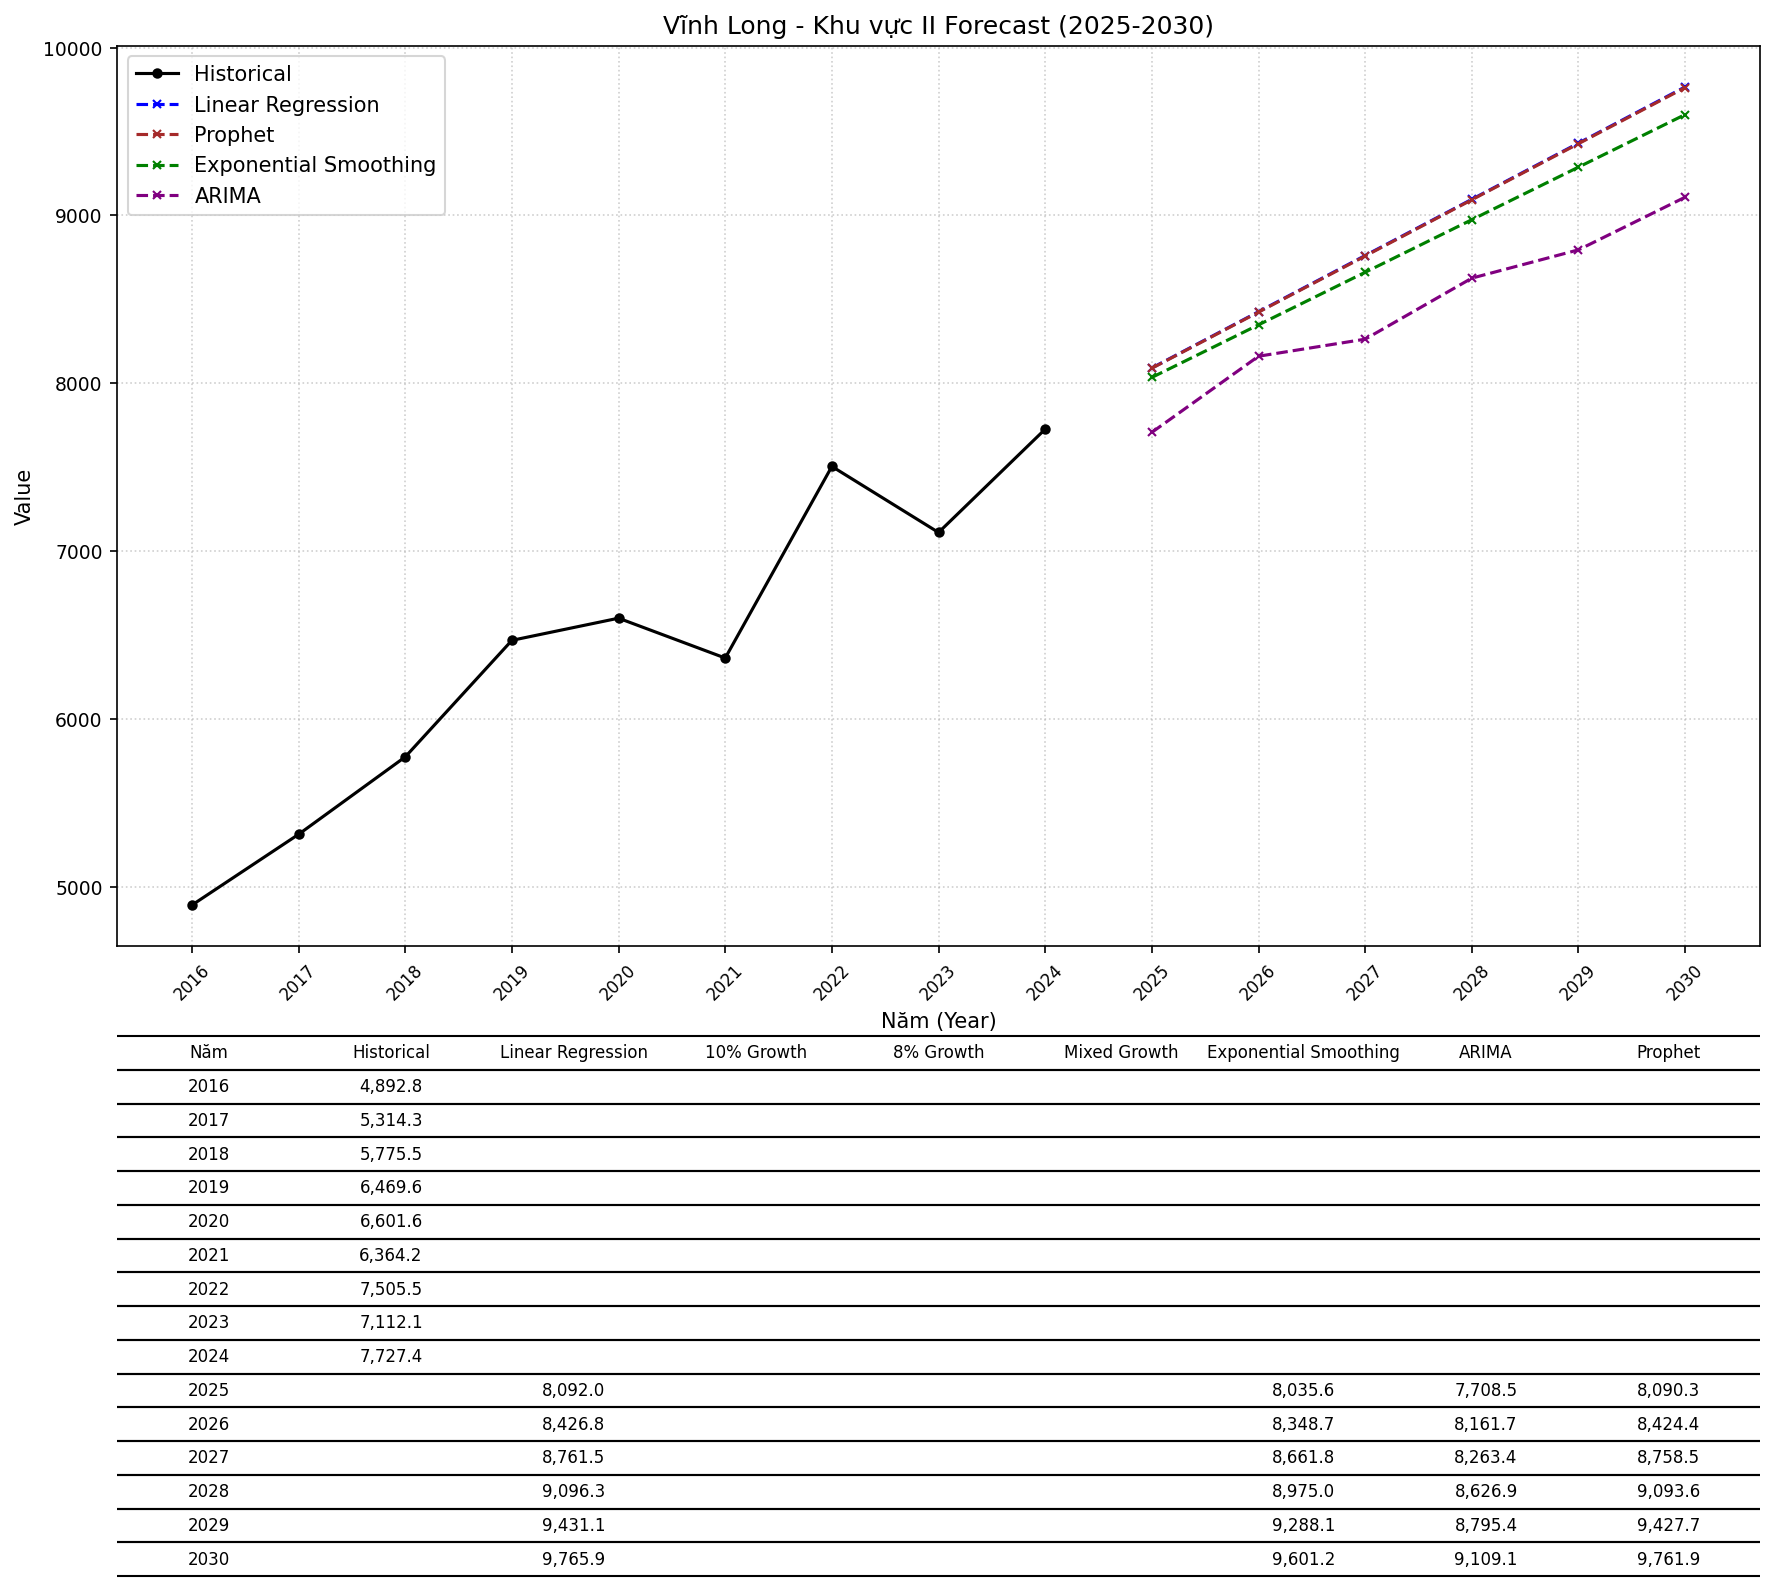 Vĩnh Long - Khu vực II Forecast (2025-2030)
10000
9000
8000
7000
6000
5000
Value
Historical
Linear Regression
Prophet
Exponential Smoothing
ARIMA
2016 2017 2018 2019 2020 2021 2022 2023 2024 2025 2026 2027 2028 2029 2030
Năm (Year)
Năm Historical Linear Regression 10% Growth 8% Growth Mixed Growth Exponential Smoothing ARIMA Prophet
2016 4,892.8
2017 5,314.3
2018 5,775.5
2019 6,469.6
2020 6,601.6
2021 6,364.2
2022 7,505.5
2023 7,112.1
2024 7,727.4
2025 8,092.0 8,035.6 7,708.5 8,090.3
2026 8,426.8 8,348.7 8,161.7 8,424.4
2027 8,761.5 8,661.8 8,263.4 8,758.5
2028 9,096.3 8,975.0 8,626.9 9,093.6
2029 9,431.1 9,288.1 8,795.4 9,427.7
2030 9,765.9 9,601.2 9,109.1 9,761.9